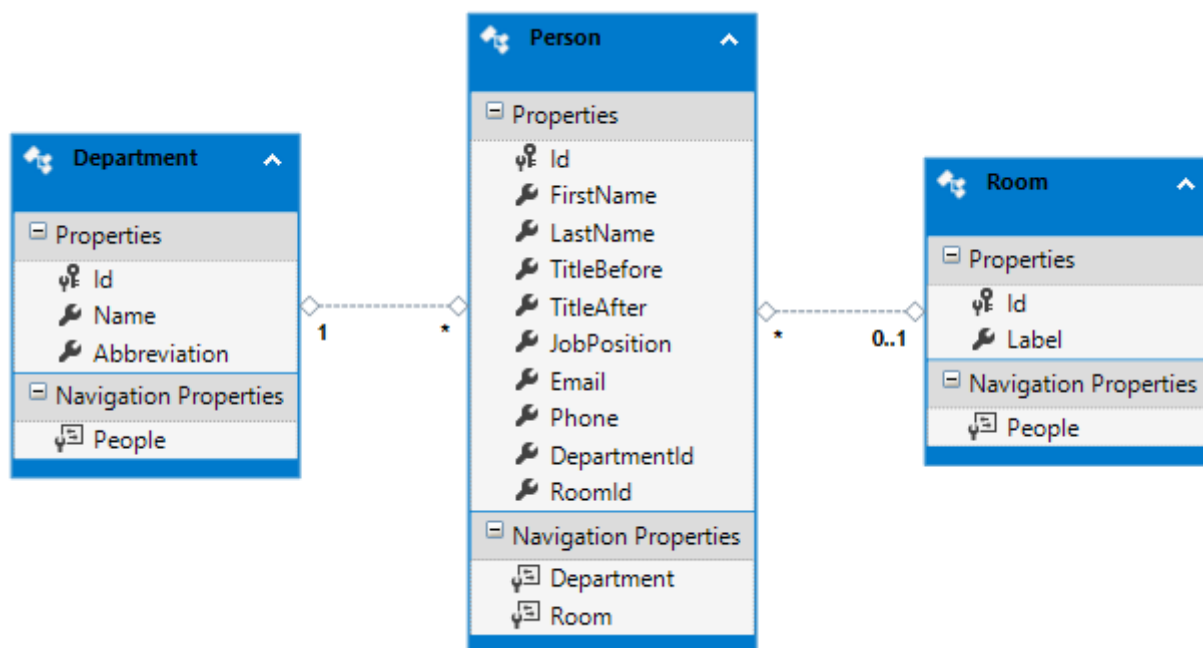 Department
Properties
Id
Name
Abbreviation
Navigation Properties
People
1
*
Person
Properties
Id
FirstName
LastName
TitleBefore
TitleAfter
JobPosition
Email
Phone
DepartmentId
RoomId
Navigation Properties
Department
Room
*
0..1
Room
Properties
Id
Label
Navigation Properties
People